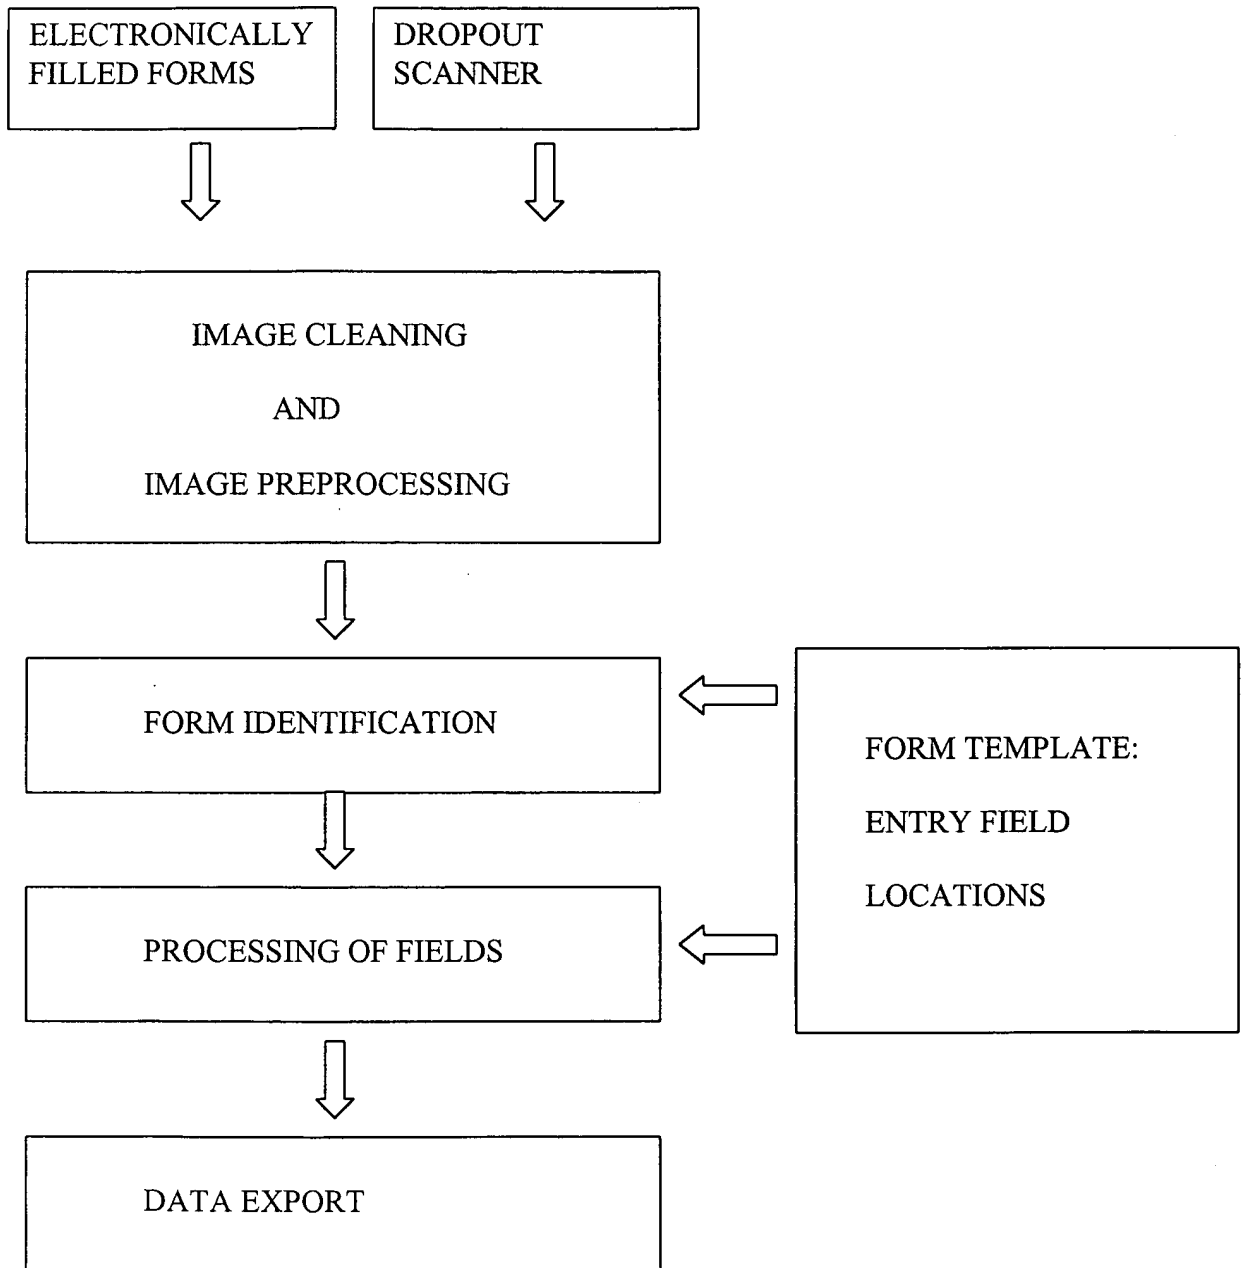 ELECTRONICALLY
FILLED FORMS
DROPOUT
SCANNER
IMAGE CLEANING
AND
IMAGE PREPROCESSING
FORM IDENTIFICATION
FORM TEMPLATE:
ENTRY FIELD
LOCATIONS
PROCESSING OF FIELDS
DATA EXPORT